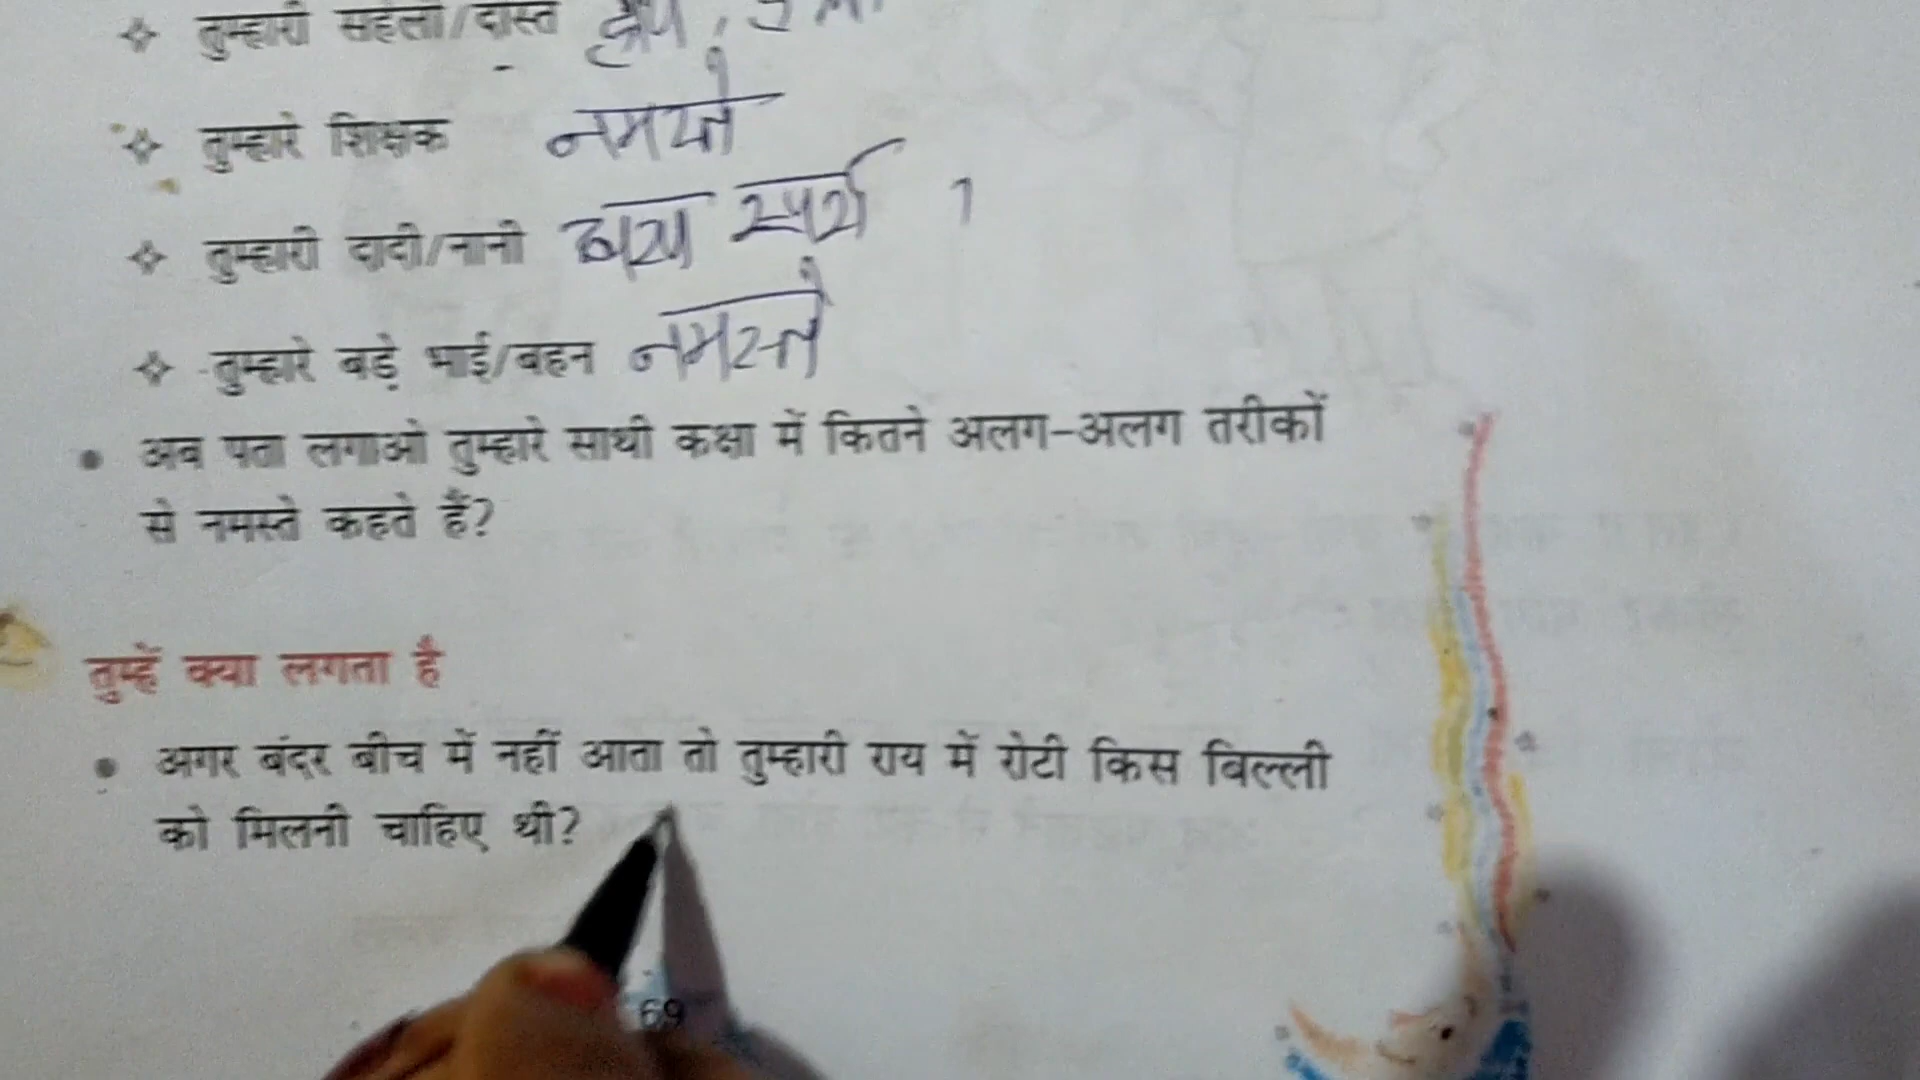 ❖ तुम्हारी सहेली/दोस्त
❖ तुम्हारे शिक्षक नमस्ते
❖ तुम्हारी दादी/नानी स्पर्श
❖ तुम्हारे बड़े भाई/बहन नमस्ते
• अब पता लगाओ तुम्हारे साथी कक्षा में कितने अलग-अलग तरीकों
से नमस्ते कहते हैं?
तुम्हें क्या लगता है
• अगर बंदर बीच में नहीं आता तो तुम्हारी राय में रोटी किस बिल्ली
को मिलनी चाहिए थी?
69